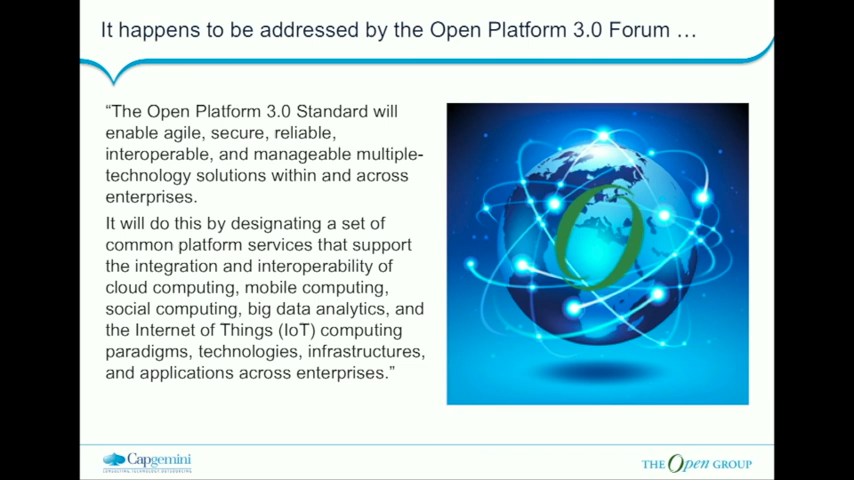 It happens to be addressed by the Open Platform 3.0 Forum …
“The Open Platform 3.0 Standard will
enable agile, secure, reliable,
interoperable, and manageable multiple-
technology solutions within and across
enterprises.
It will do this by designating a set of
common platform services that support
the integration and interoperability of
cloud computing, mobile computing,
social computing, big data analytics, and
the Internet of Things (IoT) computing
paradigms, technologies, infrastructures,
and applications across enterprises.”
O
Capgemini
CONSULTING.TECHNOLOGY.OUTSOURCING
THE Open GROUP